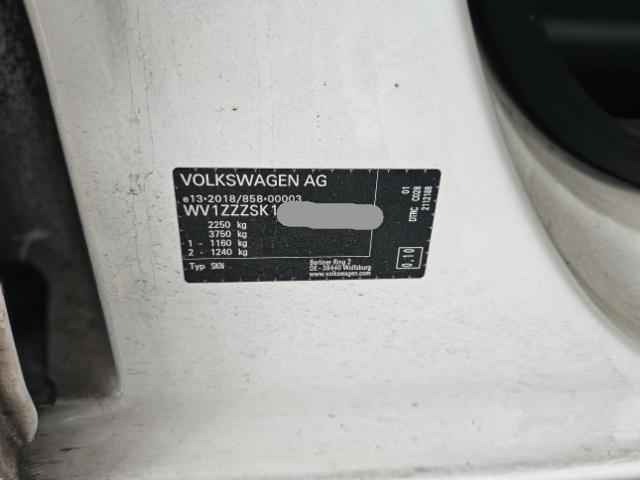 VOLKSWAGEN AG
e13*2018/858*00003
WV1ZZZSK1
2250 kg
3750 kg
1 - 1160 kg
2 - 1240 kg
Typ SKN
Berliner Ring 2
DE - 38440 Wolfsburg
www.volkswagen.com
01
DTRC C02B
2112188
0,10